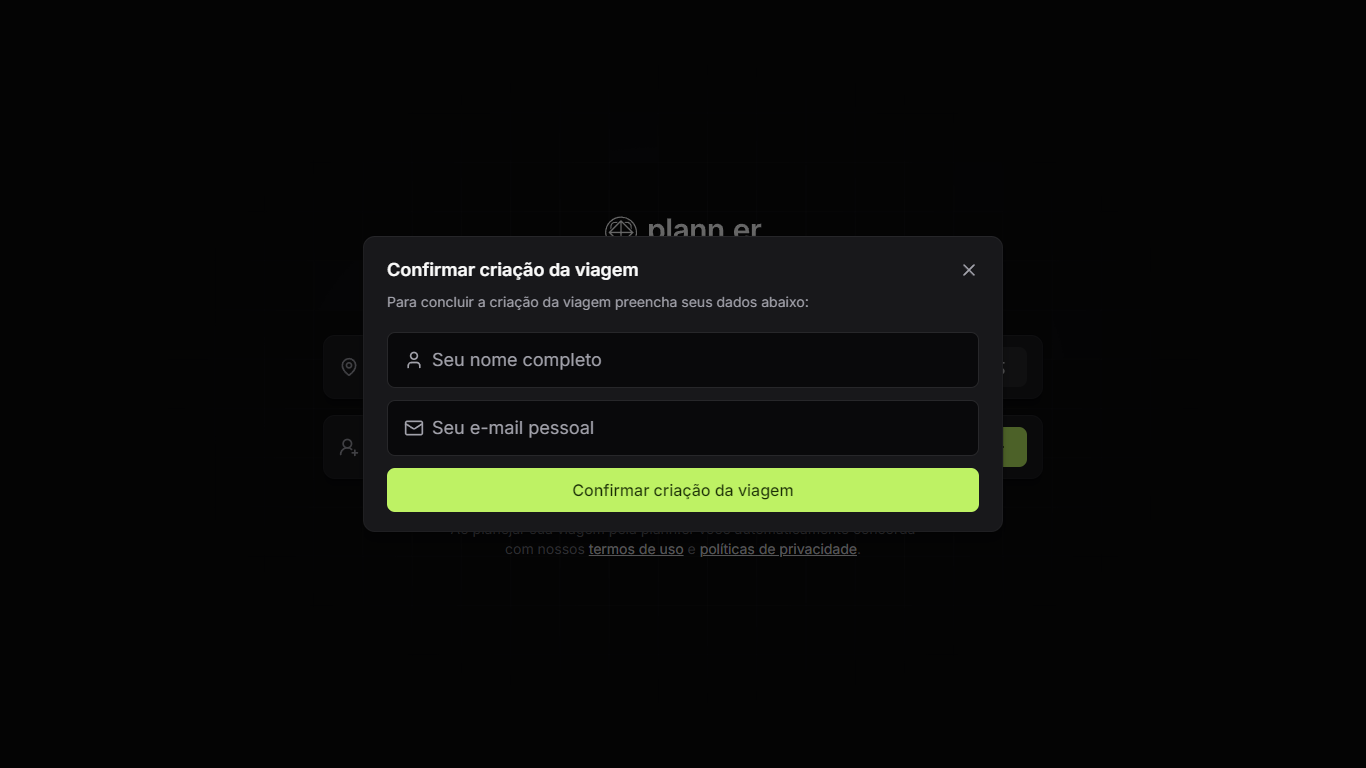 plann.er
Confirmar criação da viagem
Para concluir a criação da viagem preencha seus dados abaixo:
Seu nome completo
Seu e-mail pessoal
Confirmar criação da viagem
com nossos termos de uso e políticas de privacidade.